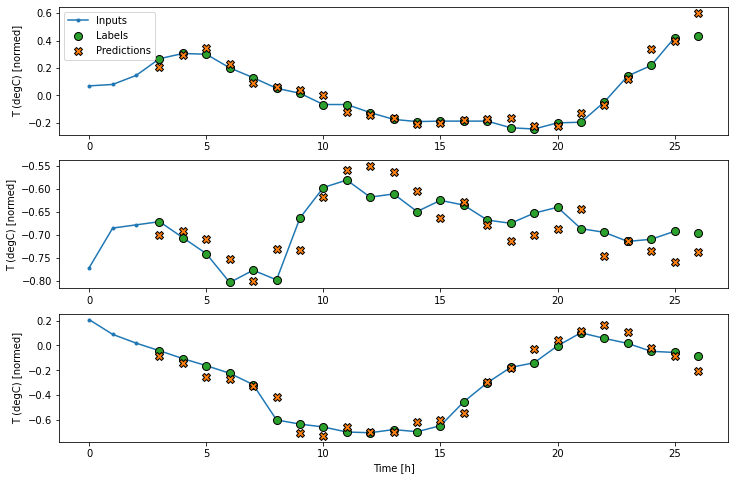 Inputs
Labels
Predictions
T (degC) [normed]
0.6
0.4
0.2
0.0
−0.2
0 5 10 15 20 25
T (degC) [normed]
−0.55
−0.60
−0.65
−0.70
−0.75
−0.80
0 5 10 15 20 25
T (degC) [normed]
0.2
0.0
−0.2
−0.4
−0.6
0 5 10 15 20 25
Time [h]